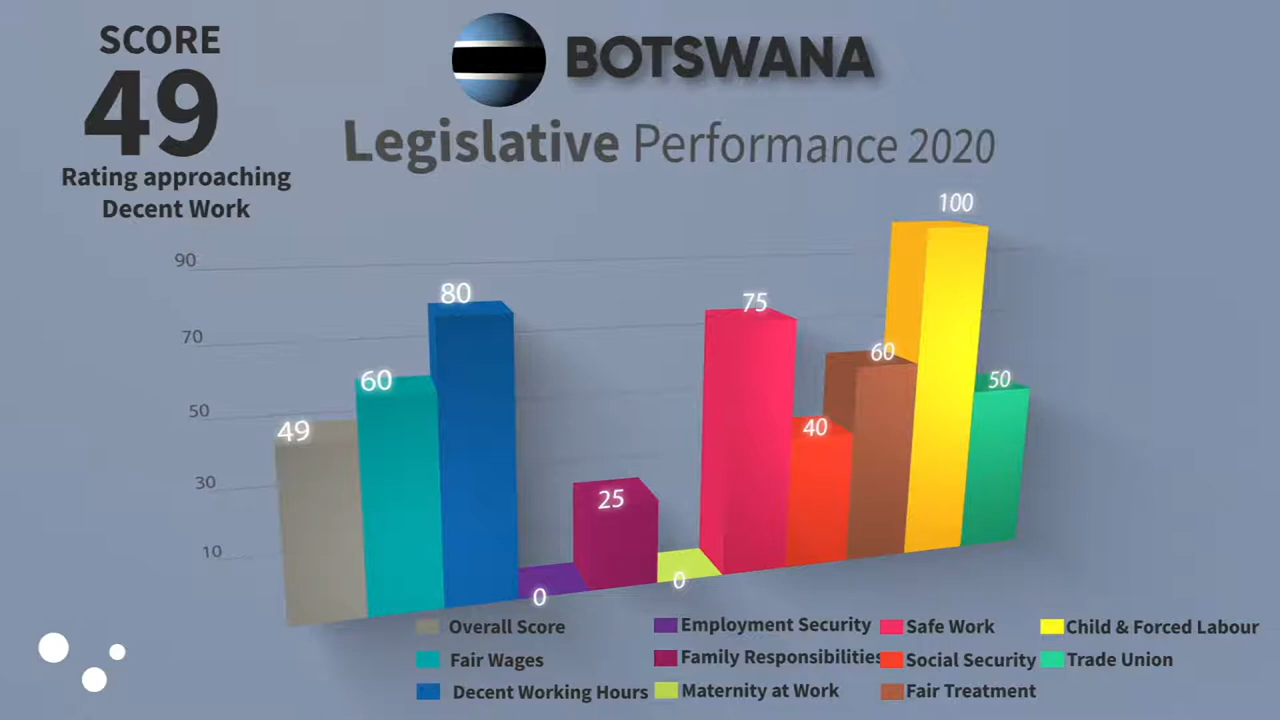 SCORE
49
Rating approaching
Decent Work
BOTSWANA
Legislative Performance 2020
90
70
50
30
10
49
60
80
0
25
0
75
40
60
100
50
Overall Score
Fair Wages
Decent Working Hours
Employment Security
Family Responsibilities
Maternity at Work
Safe Work
Social Security
Fair Treatment
Child & Forced Labour
Trade Union